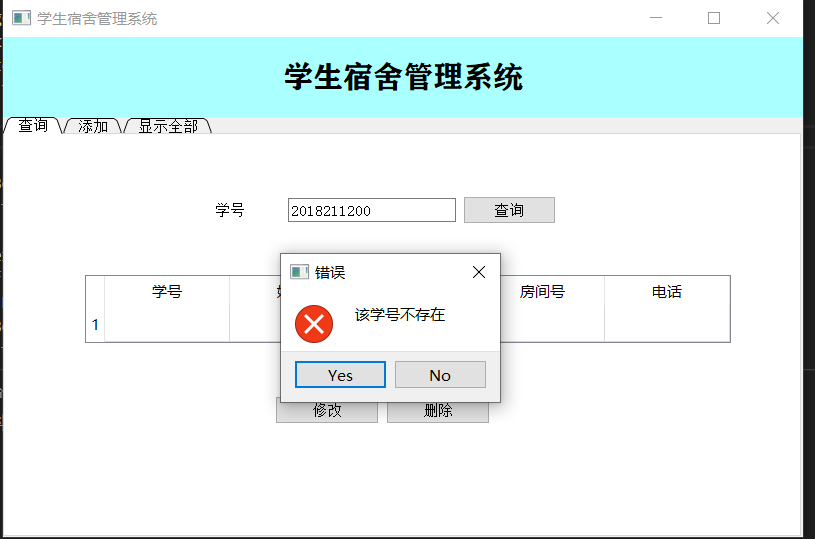 学生宿舍管理系统
学生宿舍管理系统
查询 添加 显示全部
学号 2018211200 查询
错误
学号 房间号 电话
该学号不存在
1
Yes No
修改 删除